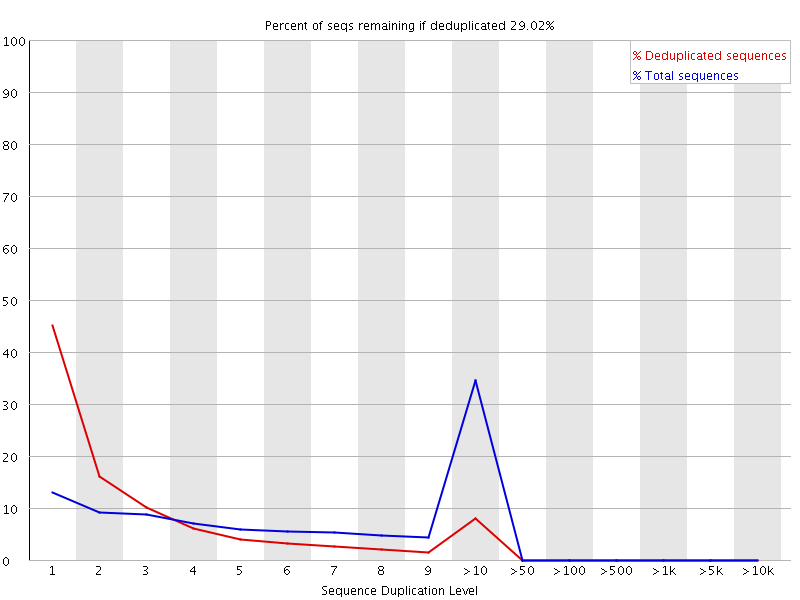 Percent of seqs remaining if deduplicated 29.02%
% Deduplicated sequences
% Total sequences
100
90
80
70
60
50
40
30
20
10
0
1 2 3 4 5 6 7 8 9 >10 >50 >100 >500 >1k >5k >10k
Sequence Duplication Level